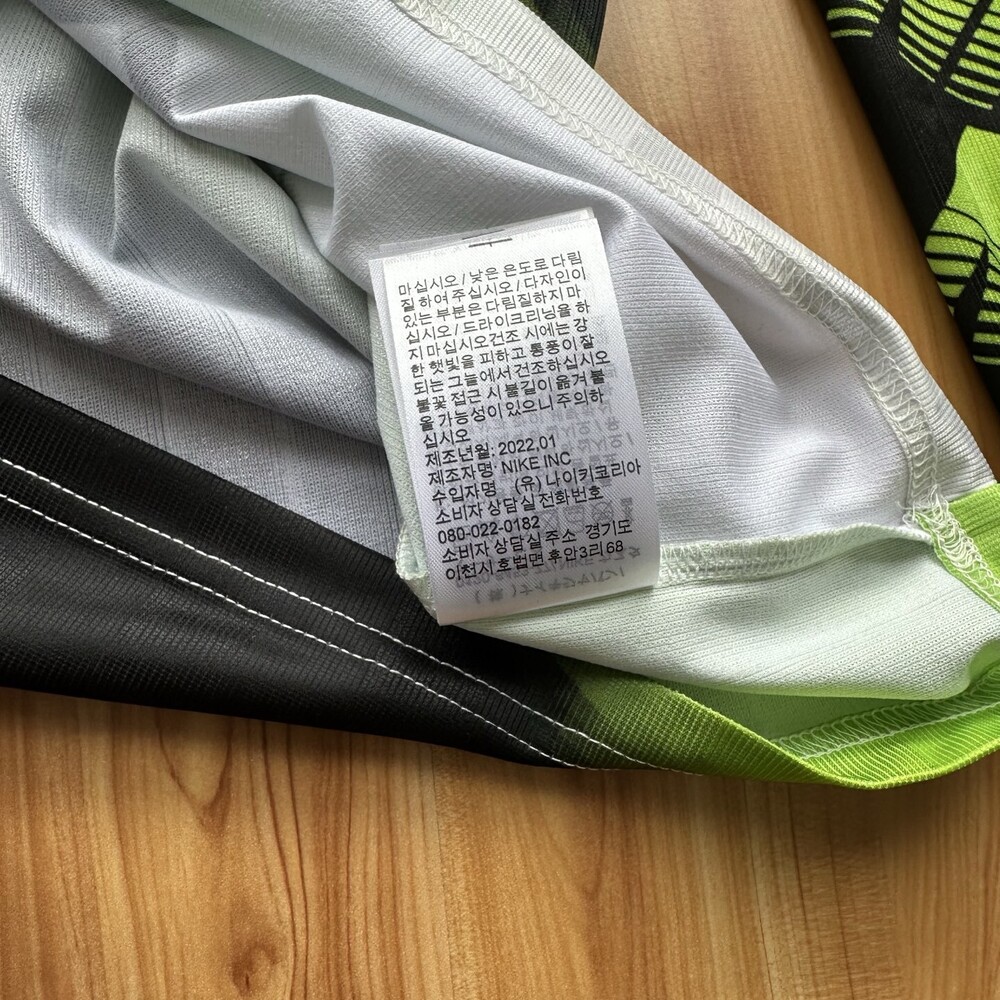 마십시오/낮은 온도로 다림
질하여주십시오/디자인이
있는 부분은 다림질하지 마
십시오/드라이크리닝을 하
지 마십시오건조 시에는 강
한 햇빛을 피하고 통풍이 잘
되는 그늘에서 건조하십시오
불꽃 접근 시 불길이 옮겨 붙
을 가능성이 있으니 주의하
십시오
제조년월: 2022.01
제조자명: NIKE INC
수입자명 (유) 나이키코리아
소비자 상담실 전화번호
080-022-0182
소비자 상담실 주소 경기도
이천시 호법면 후안3리 68